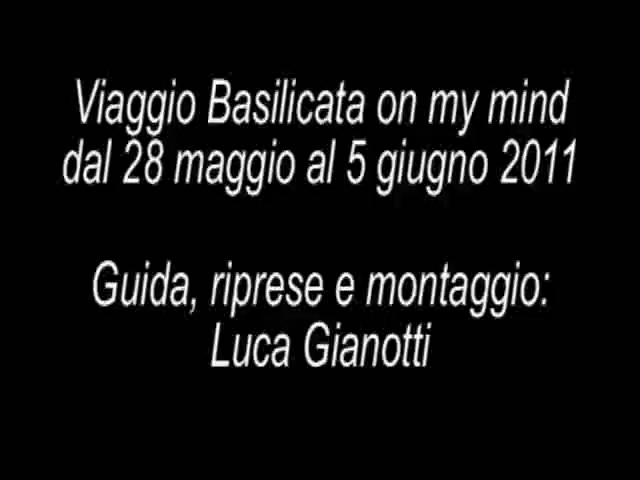 Viaggio Basilicata on my mind
dal 28 maggio al 5 giugno 2011
Guida, riprese e montaggio:
Luca Gianotti